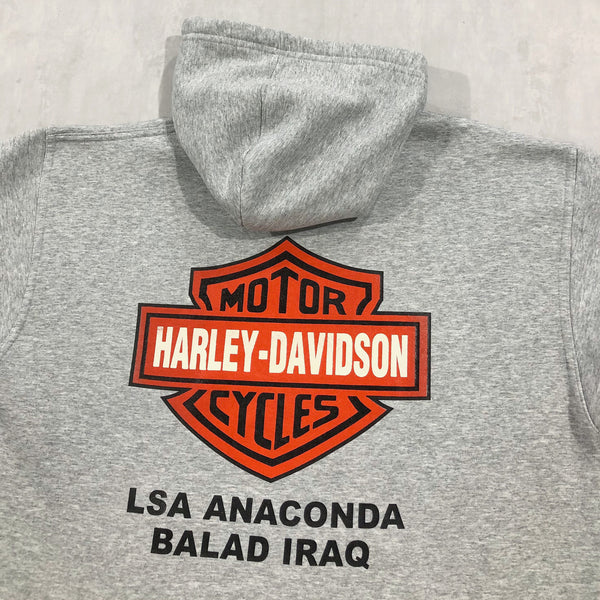 MOTOR
HARLEY-DAVIDSON
CYCLES
LSA ANACONDA
BALAD IRAQ